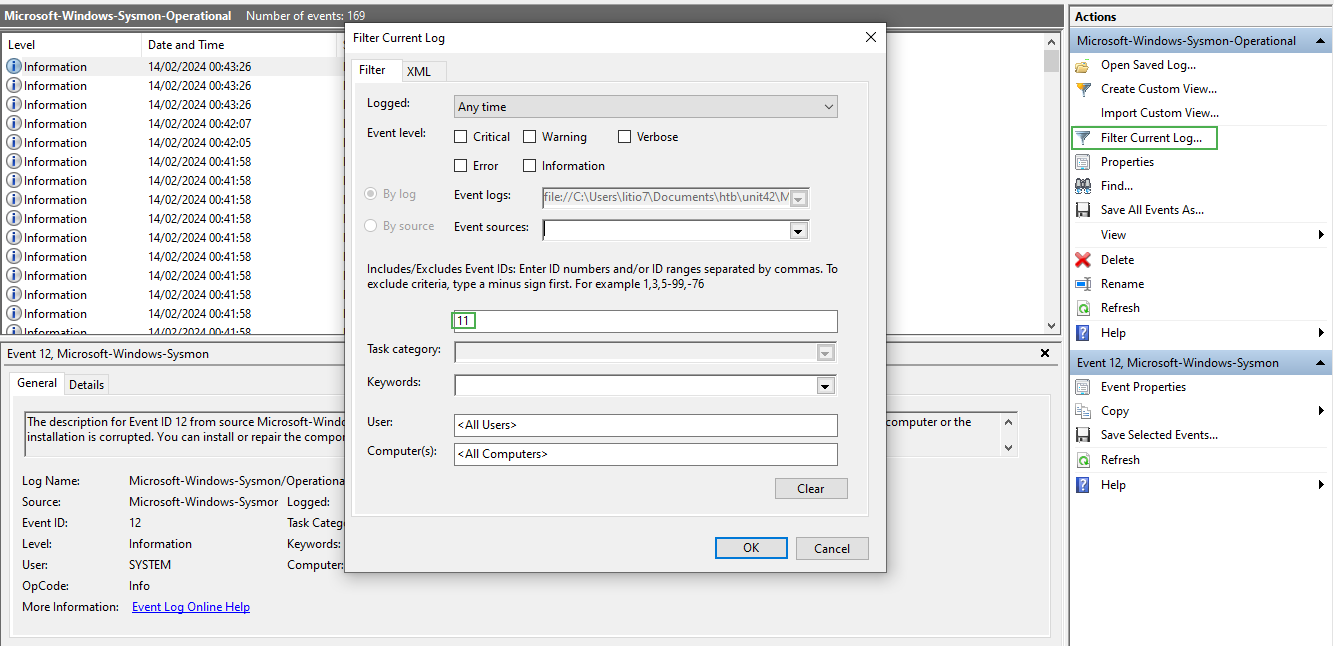 Microsoft-Windows-Sysmon-Operational Number of events: 169
Level Date and Time
Information 14/02/2024 00:43:26
Information 14/02/2024 00:43:26
Information 14/02/2024 00:43:26
Information 14/02/2024 00:42:07
Information 14/02/2024 00:42:05
Information 14/02/2024 00:41:58
Information 14/02/2024 00:41:58
Information 14/02/2024 00:41:58
Information 14/02/2024 00:41:58
Information 14/02/2024 00:41:58
Information 14/02/2024 00:41:58
Information 14/02/2024 00:41:58
Information 14/02/2024 00:41:58
Information 14/02/2024 00:41:58
Information 14/02/2024 00:41:58
Event 12, Microsoft-Windows-Sysmon
General Details
The description for Event ID 12 from source Microsoft-Windo
computer or the
installation is corrupted. You can install or repair the compo
Log Name: Microsoft-Windows-Sysmon/Operationa
Source: Microsoft-Windows-Sysmor Logged:
Event ID: 12 Task Catego
Level: Information Keywords:
User: SYSTEM Computer:
OpCode: Info
More Information: Event Log Online Help
Filter Current Log
Filter XML
Logged: Any time
Event level: Critical Warning Verbose
Error Information
By log Event logs: file://C:\Users\litio7\Documents\htb\unit42\M
By source Event sources:
Includes/Excludes Event IDs: Enter ID numbers and/or ID ranges separated by commas. To
exclude criteria, type a minus sign first. For example 1,3,5-99,-76
11
Task category:
Keywords:
User: <All Users>
Computer(s): <All Computers>
Clear
OK Cancel
Actions
Microsoft-Windows-Sysmon-Operational
Open Saved Log...
Create Custom View...
Import Custom View...
Filter Current Log...
Properties
Find...
Save All Events As...
View
Delete
Rename
Refresh
Help
Event 12, Microsoft-Windows-Sysmon
Event Properties
Copy
Save Selected Events...
Refresh
Help